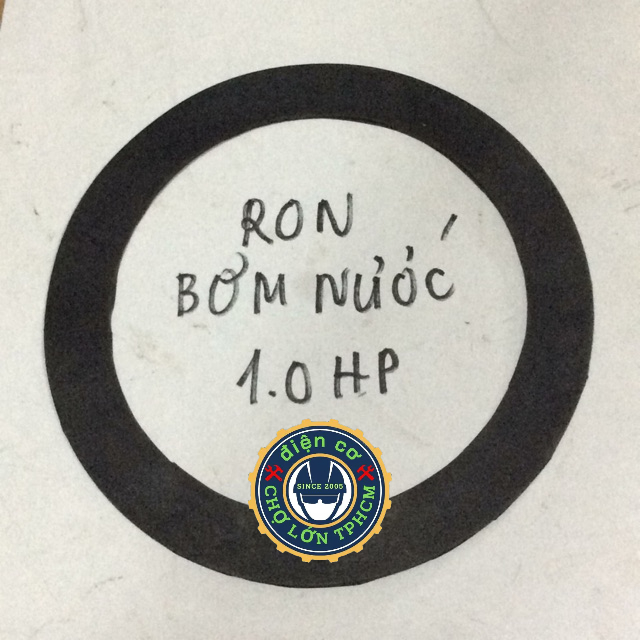 RON
BƠM NƯỚC
1.0 HP
điện cơ
SINCE 2005
CHỢ LỚN TPHCM